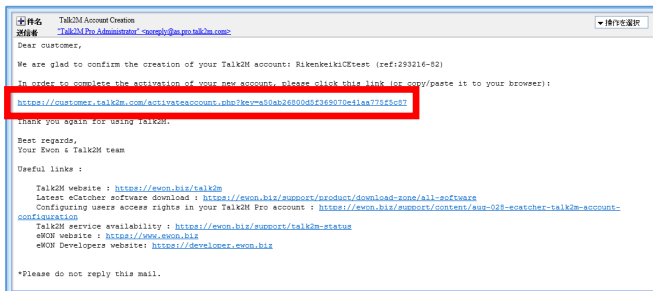 件名 Talk2M Account Creation
▼操作を選択
送信者 "Talk2M Pro Administrator" <noreply@as.pro.talk2m.com>
Dear customer,
We are glad to confirm the creation of your Talk2M account: RikenkeikiCEtest (ref:293216-82)
In order to complete the activation of your new account, please click this link (or copy/paste it to your browser):
https://customer.talk2m.com/activateaccount.php?key=a50ab26800d5f369070e41aa775f5c87
Thank you again for using Talk2M.
Best regards,
Your Ewon & Talk2M team
Useful links :
Talk2M website : https://ewon.biz/talk2m
Latest eCatcher software download : https://ewon.biz/support/product/download-zone/all-software
Configuring users access rights in your Talk2M Pro account : https://ewon.biz/support/content/aug-028-ecatcher-talk2m-account-
configuration
Talk2M service availability : https://ewon.biz/support/talk2m-status
eWON website : https://www.ewon.biz
eWON Developers website: https://developer.ewon.biz
*Please do not reply this mail.